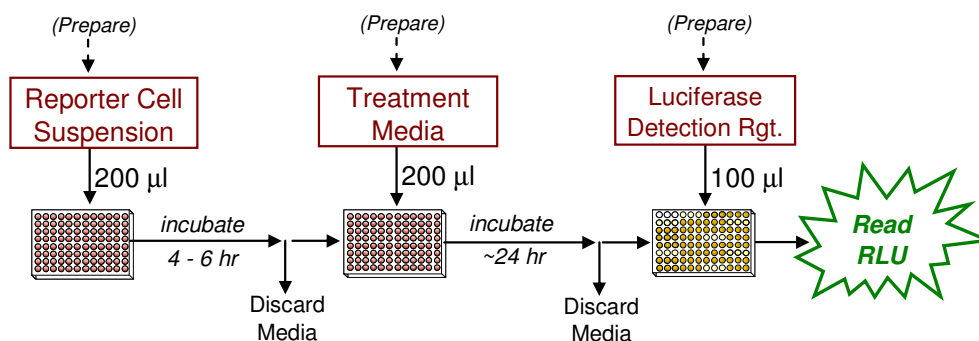 (Prepare)
(Prepare)
(Prepare)
Reporter Cell
Suspension
Treatment
Media
Luciferase
Detection Rgt.
200 µl
200 µl
100 µl
incubate
4 - 6 hr
incubate
~24 hr
Read
RLU
Discard
Media
Discard
Media